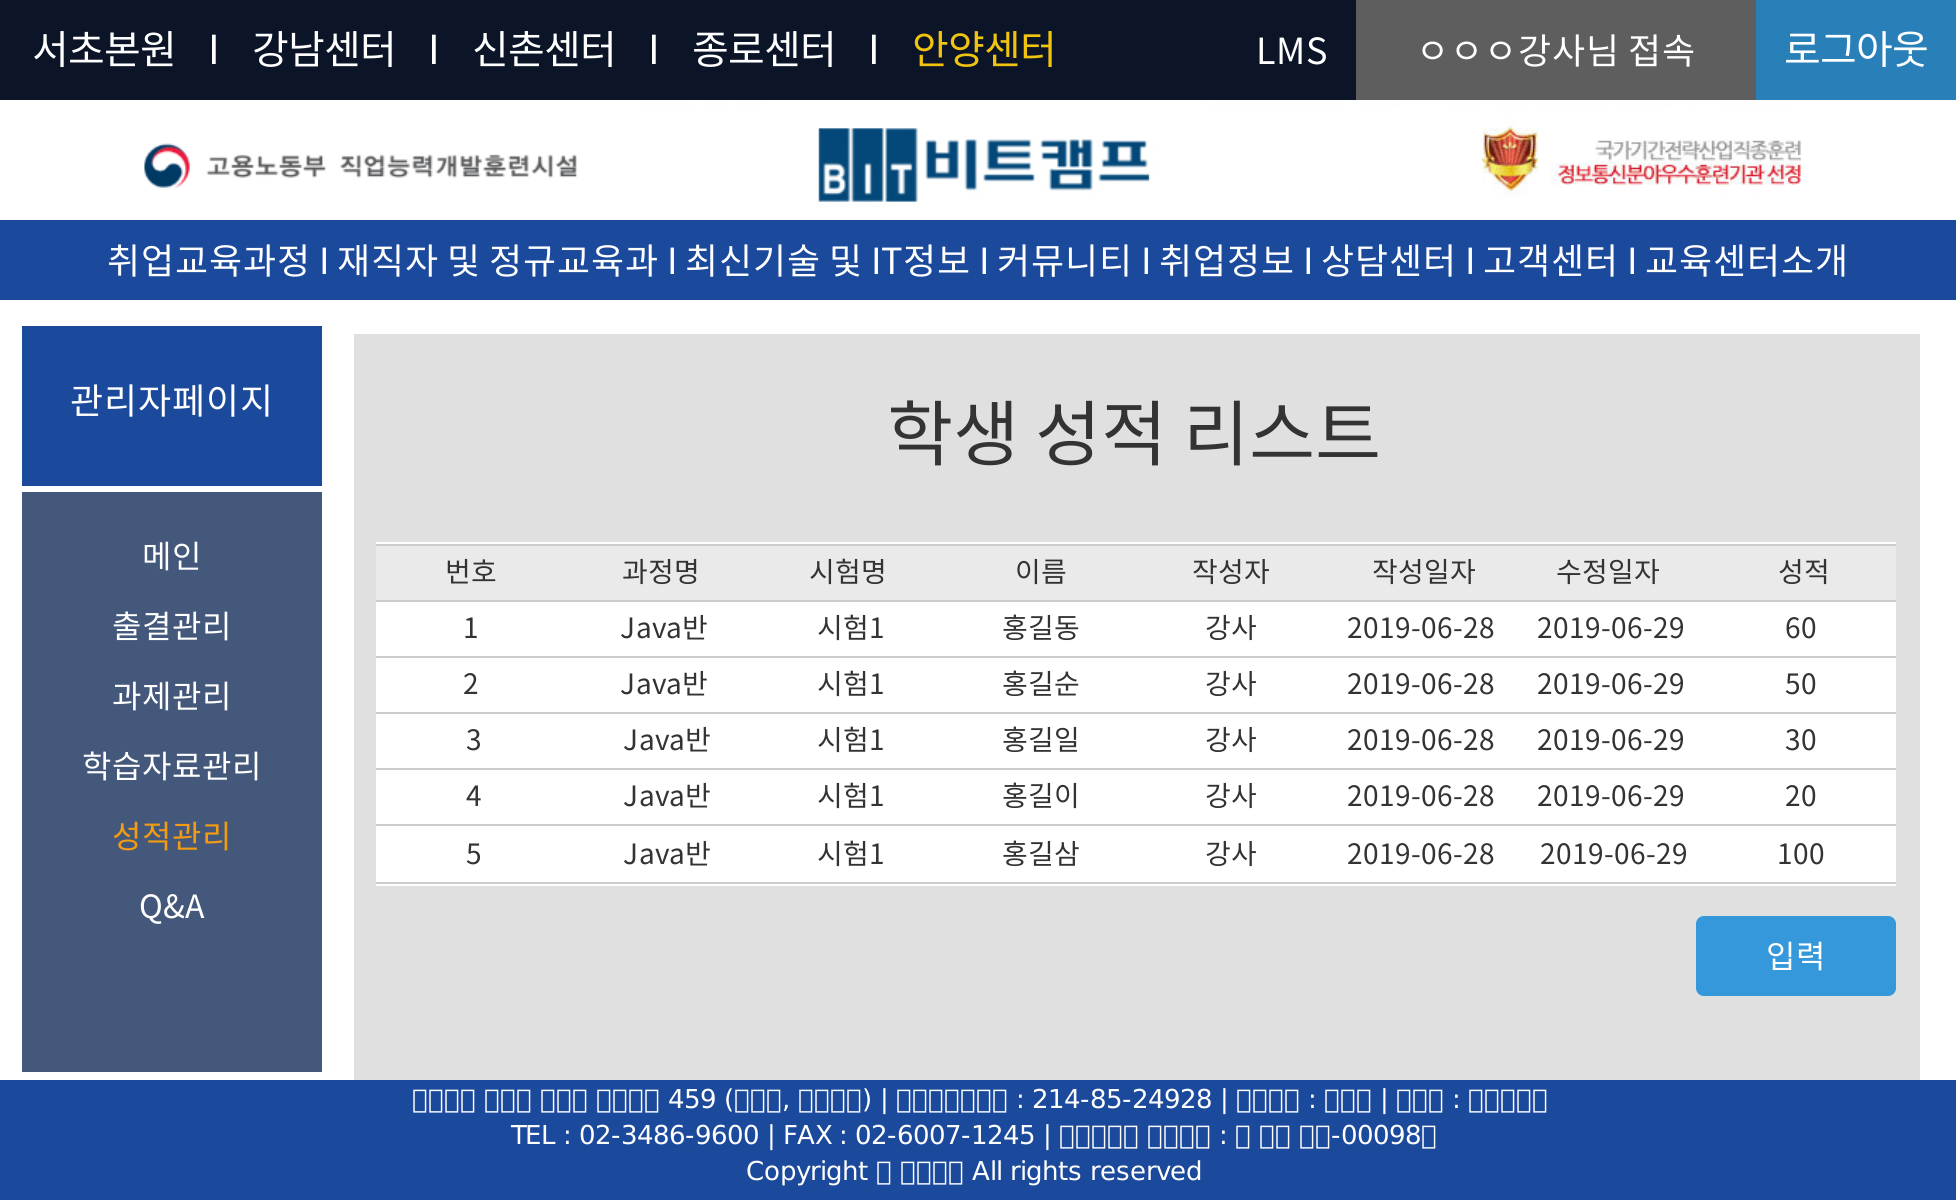 서초본원 I 강남센터 I 신촌센터 I 종로센터 I 안양센터 LMS ㅇㅇㅇ강사님 접속 로그아웃
고용노동부 직업능력개발훈련시설
BIT 비트캠프
국가기간전략산업직종훈련
정보통신분야우수훈련기관 선정
취업교육과정 I 재직자 및 정규교육과 I 최신기술 및 IT정보 I 커뮤니티 I 취업정보 I 상담센터 I 고객센터 I 교육센터소개
관리자페이지
메인
출결관리
과제관리
학습자료관리
성적관리
Q&A
학생 성적 리스트
번호 과정명 시험명 이름 작성자 작성일자 수정일자 성적
1 Java반 시험1 홍길동 강사 2019-06-28 2019-06-29 60
2 Java반 시험1 홍길순 강사 2019-06-28 2019-06-29 50
3 Java반 시험1 홍길일 강사 2019-06-28 2019-06-29 30
4 Java반 시험1 홍길이 강사 2019-06-28 2019-06-29 20
5 Java반 시험1 홍길삼 강사 2019-06-28 2019-06-29 100
입력
459 ( , ) | : 214-85-24928 | : | :
TEL : 02-3486-9600 | FAX : 02-6007-1245 | : -00098
Copyright All rights reserved